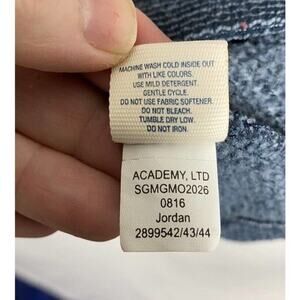 MACHINE WASH COLD INSIDE OUT
WITH LIKE COLORS.
USE MILD DETERGENT.
GENTLE CYCLE.
DO NOT USE FABRIC SOFTENER.
DO NOT BLEACH.
TUMBLE DRY LOW.
DO NOT IRON.
ACADEMY, LTD
SGMGMO2026
0816
Jordan
2899542/43/44